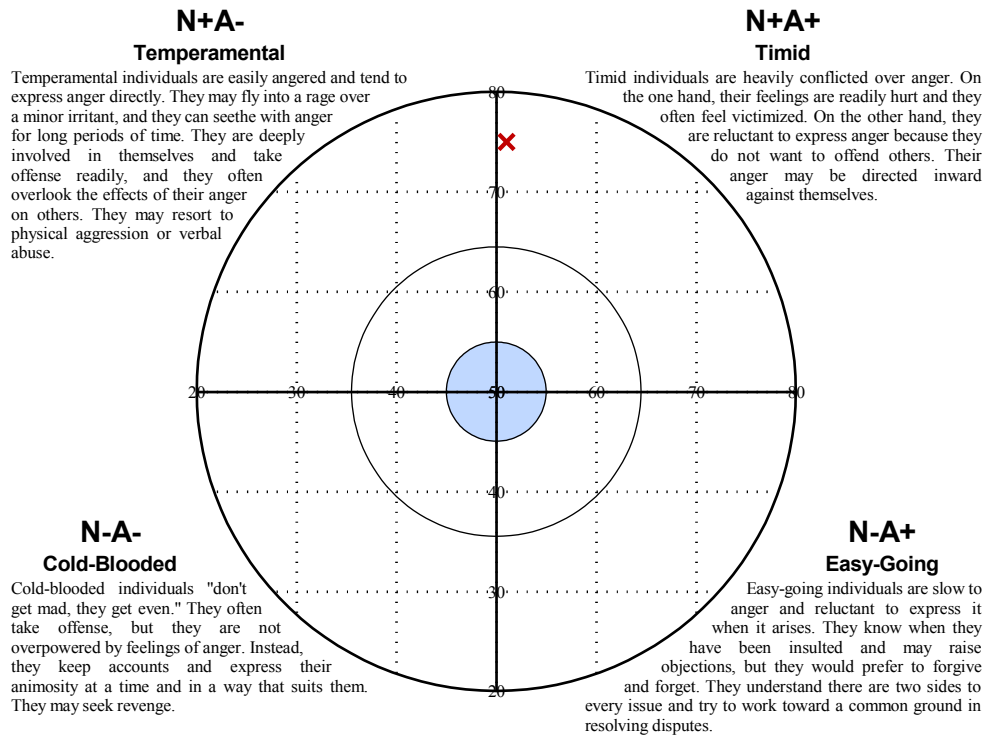 N+A-
Temperamental
Temperamental individuals are easily angered and tend to
express anger directly. They may fly into a rage over
a minor irritant, and they can seethe with anger
for long periods of time. They are deeply
involved in themselves and take
offense readily, and they often
overlook the effects of their anger
on others. They may resort to
physical aggression or verbal
abuse.
N+A+
Timid
Timid individuals are heavily conflicted over anger. On
the one hand, their feelings are readily hurt and they
often feel victimized. On the other hand, they
are reluctant to express anger because they
do not want to offend others. Their
anger may be directed inward
against themselves.
80
70
60
20 30 40 50 60 70 80
40
30
20
N-A-
Cold-Blooded
Cold-blooded individuals "don't
get mad, they get even." They often
take offense, but they are not
overpowered by feelings of anger. Instead,
they keep accounts and express their
animosity at a time and in a way that suits them.
They may seek revenge.
N-A+
Easy-Going
Easy-going individuals are slow to
anger and reluctant to express it
when it arises. They know when they
have been insulted and may raise
objections, but they would prefer to forgive
and forget. They understand there are two sides to
every issue and try to work toward a common ground in
resolving disputes.